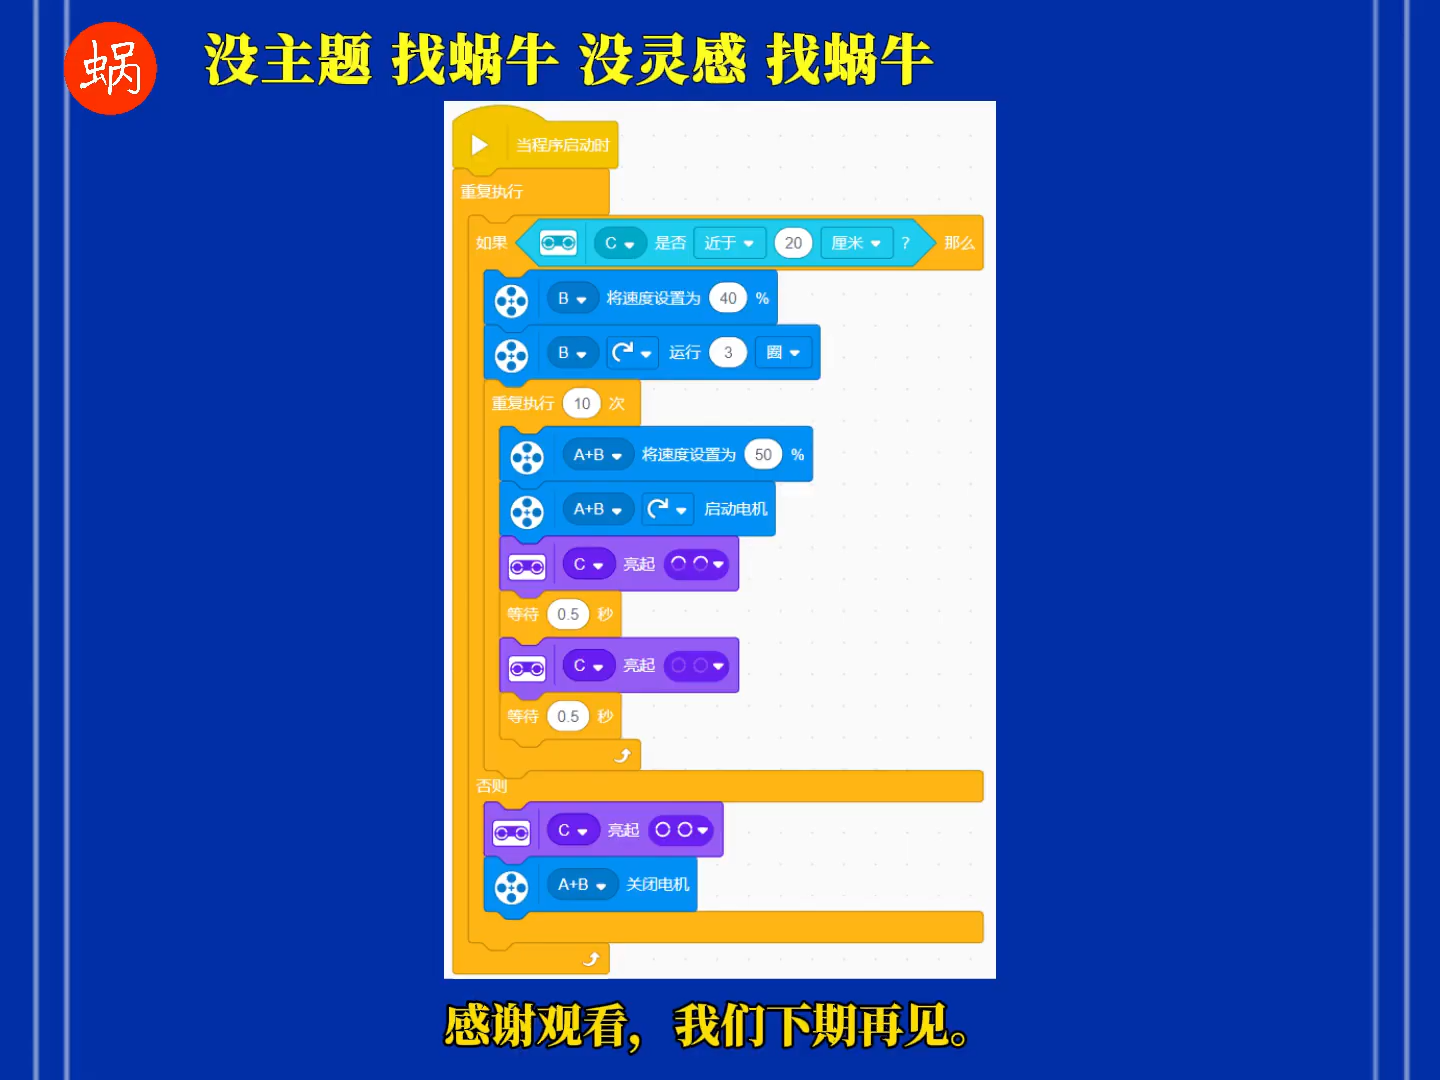 蜗
没主题 找蜗牛 没灵感 找蜗牛
当程序启动时
重复执行
如果 C 是否 近于 20 厘米 ? 那么
B 将速度设置为 40 %
B 运行 3 圈
重复执行 10 次
A+B 将速度设置为 50 %
A+B 启动电机
C 亮起
等待 0.5 秒
C 亮起
等待 0.5 秒
否则
C 亮起
A+B 关闭电机
感谢观看，我们下期再见。